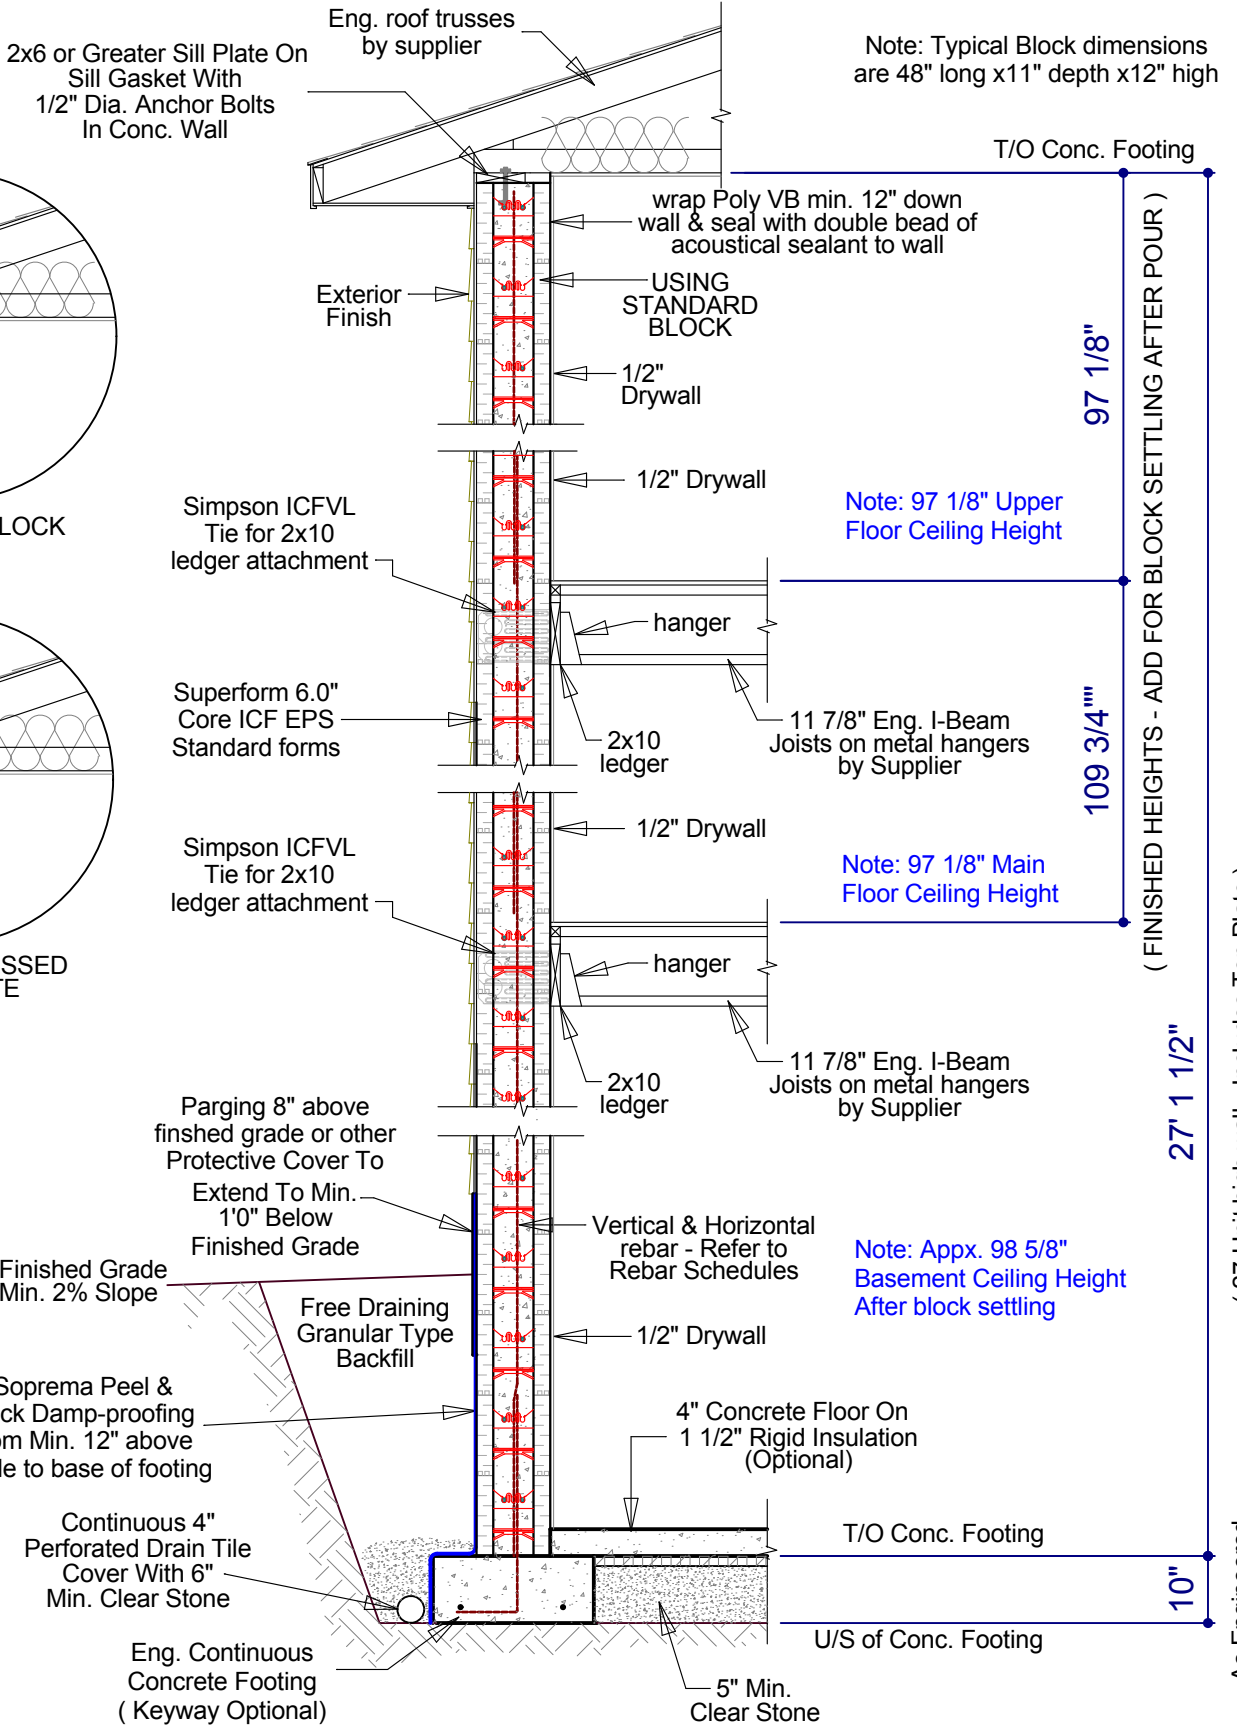 Eng. roof trusses
by supplier
2x6 or Greater Sill Plate On
Sill Gasket With
1/2" Dia. Anchor Bolts
In Conc. Wall
Note: Typical Block dimensions
are 48" long x11" depth x12" high
T/O Conc. Footing
wrap Poly VB min. 12" down
wall & seal with double bead of
acoustical sealant to wall
Exterior
Finish
USING
STANDARD
BLOCK
1/2"
Drywall
97 1/8"
( FINISHED HEIGHTS - ADD FOR BLOCK SETTLING AFTER POUR )
1/2" Drywall
Note: 97 1/8" Upper
Floor Ceiling Height
LOCK
Simpson ICFVL
Tie for 2x10
ledger attachment
hanger
Superform 6.0"
Core ICF EPS
Standard forms
2x10
ledger
11 7/8" Eng. I-Beam
Joists on metal hangers
by Supplier
109 3/4""
1/2" Drywall
Simpson ICFVL
Tie for 2x10
ledger attachment
Note: 97 1/8" Main
Floor Ceiling Height
SSED
TE
hanger
2x10
ledger
11 7/8" Eng. I-Beam
Joists on metal hangers
by Supplier
27' 1 1/2"
Parging 8" above
finshed grade or other
Protective Cover To
Extend To Min.
1'0" Below
Finished Grade
Vertical & Horizontal
rebar - Refer to
Rebar Schedules
Note: Appx. 98 5/8"
Basement Ceiling Height
After block settling
Finished Grade
Min. 2% Slope
Free Draining
Granular Type
Backfill
1/2" Drywall
Soprema Peel &
ck Damp-proofing
om Min. 12" above
de to base of footing
4" Concrete Floor On
1 1/2" Rigid Insulation
(Optional)
Continuous 4"
Perforated Drain Tile
Cover With 6"
Min. Clear Stone
T/O Conc. Footing
10"
U/S of Conc. Footing
Eng. Continuous
Concrete Footing
( Keyway Optional)
5" Min.
Clear Stone